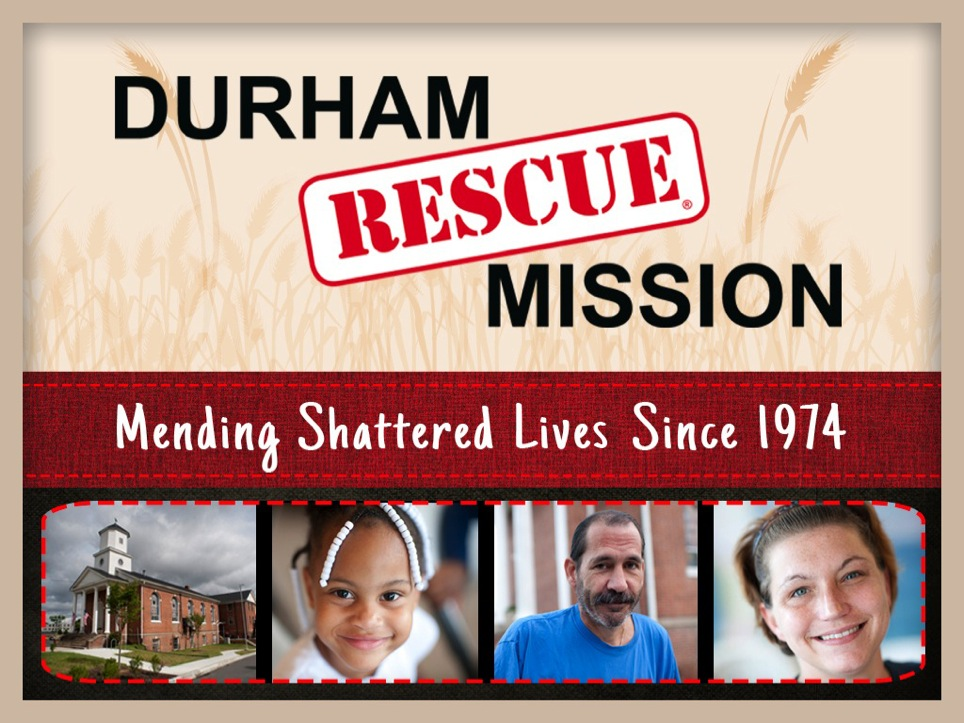 DURHAM
RESCUE®
MISSION
Mending Shattered Lives Since 1974